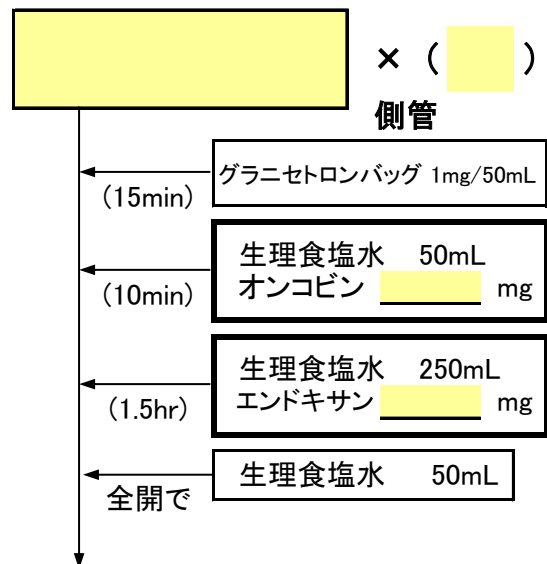 × ( )
側管
グラニセトロンバッグ 1mg/50mL
(15min)
生理食塩水 50mL
オンコビン mg
(10min)
生理食塩水 250mL
エンドキサン mg
(1.5hr)
生理食塩水 50mL
全開で